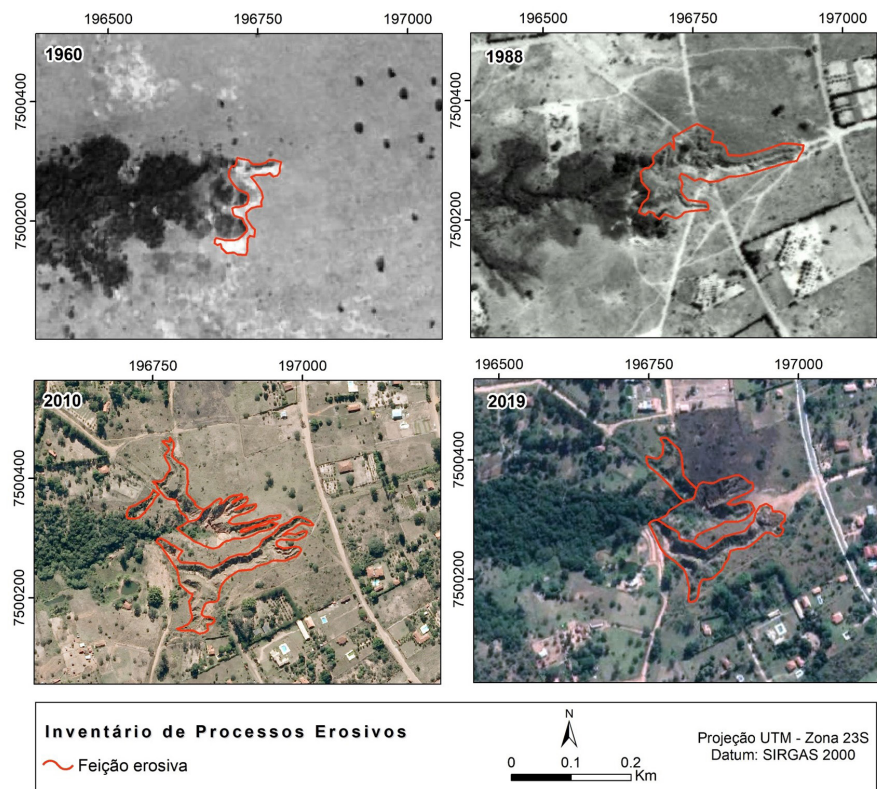 196500 196750 197000
196500 196750 197000
1960
1988
7500400
7500200
7500400
7500200
196750 197000
196500 196750 197000
2010
2019
7500400
7500200
7500400
7500200
Inventário de Processos Erosivos
Feição erosiva
N
0 0.1 0.2
Km
Projeção UTM - Zona 23S
Datum: SIRGAS 2000